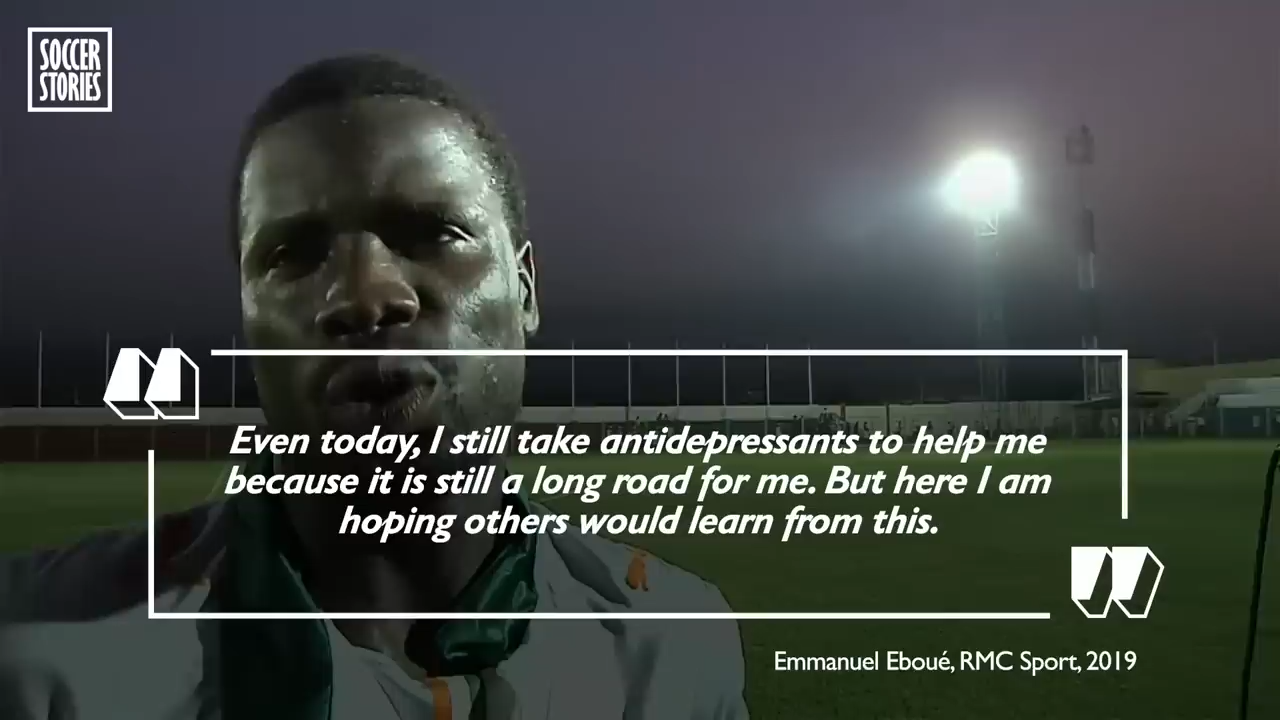 SOCCER
STORIES
Even today, I still take antidepressants to help me
because it is still a long road for me. But here I am
hoping others would learn from this.
Emmanuel Eboué, RMC Sport, 2019